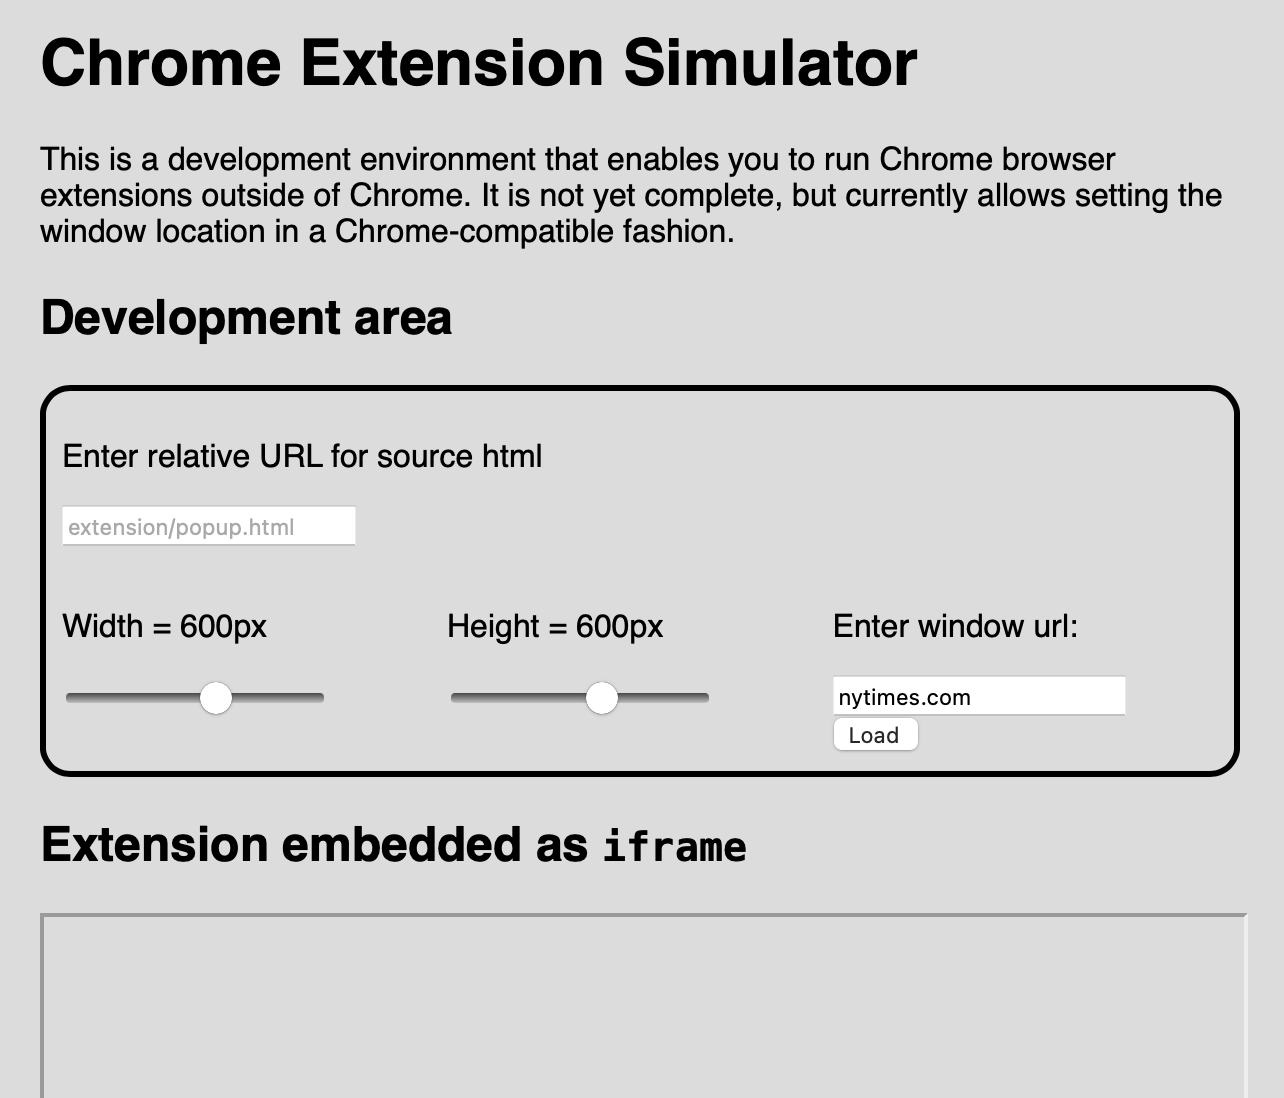 Chrome Extension Simulator
This is a development environment that enables you to run Chrome browser
extensions outside of Chrome. It is not yet complete, but currently allows setting the
window location in a Chrome-compatible fashion.
Development area
Enter relative URL for source html
extension/popup.html
Width = 600px
Height = 600px
Enter window url:
nytimes.com
Load
Extension embedded as iframe